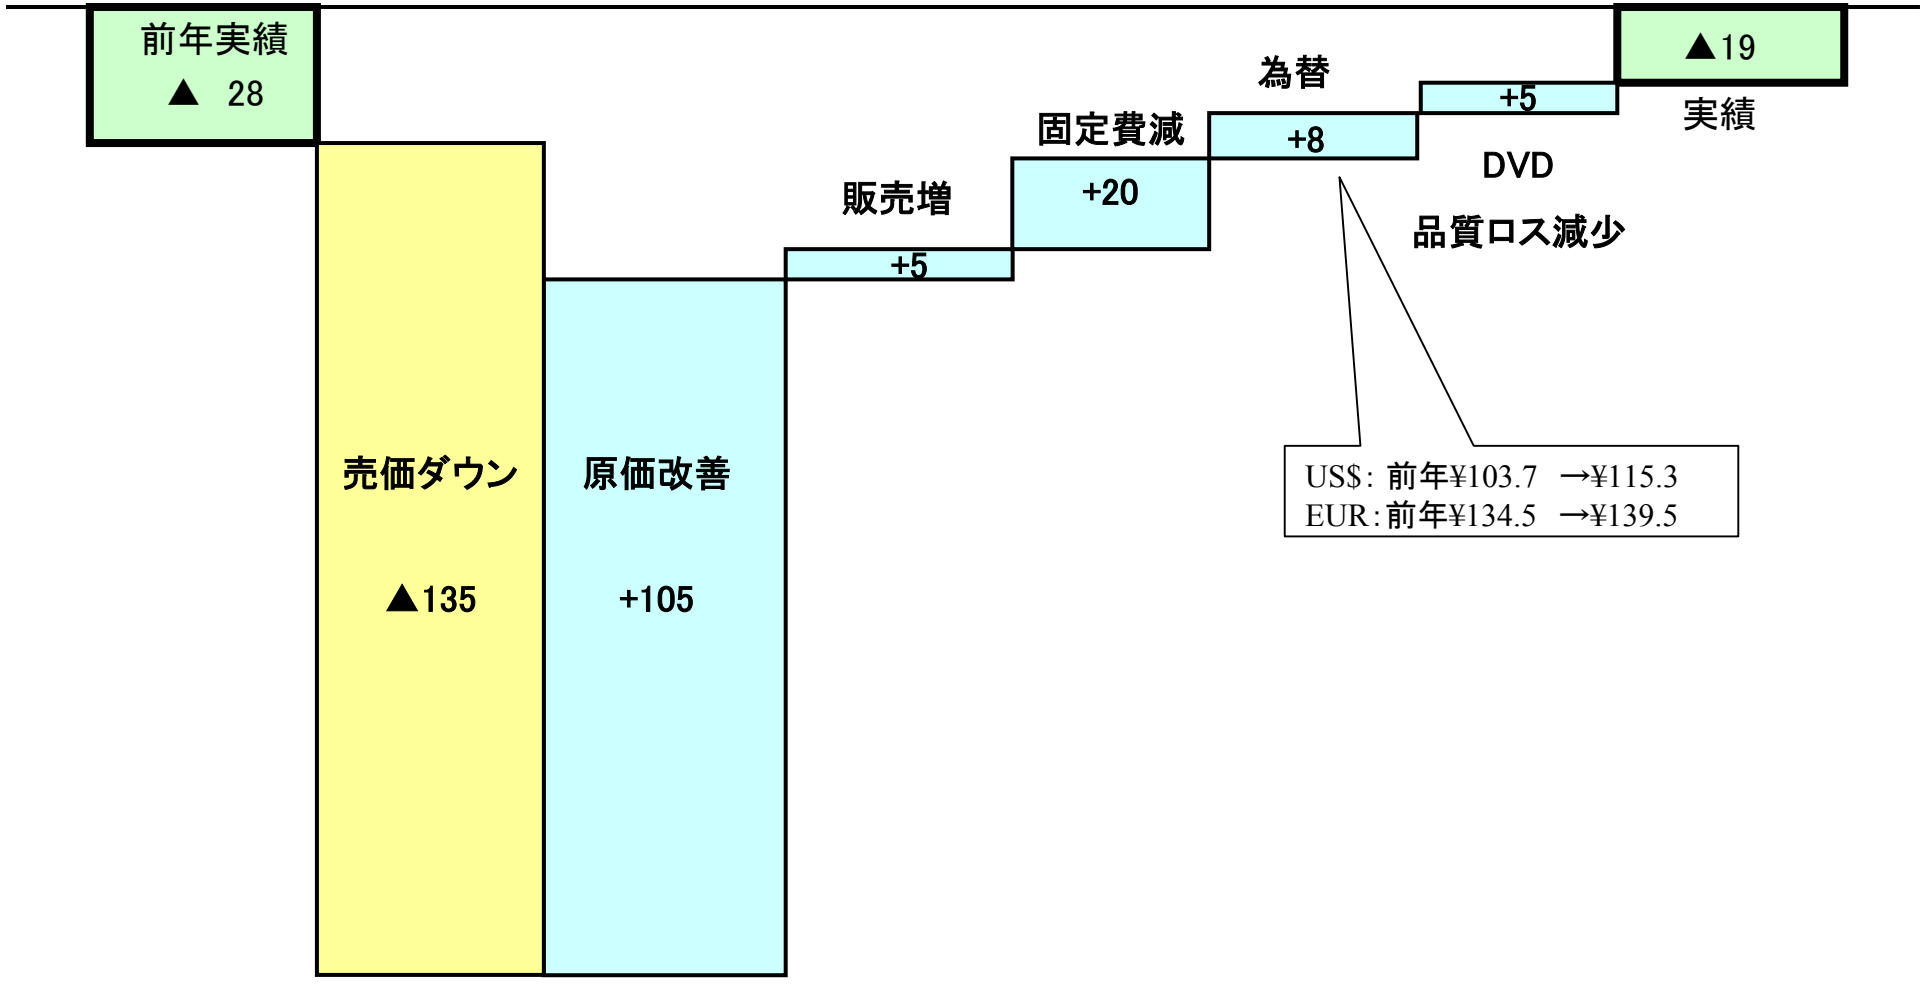 前年実績
▲ 28
売価ダウン
▲135
原価改善
+105
販売増
+5
固定費減
+20
為替
+8
+5
DVD
品質ロス減少
▲19
実績
US$: 前年¥103.7 →¥115.3
EUR:前年¥134.5 →¥139.5